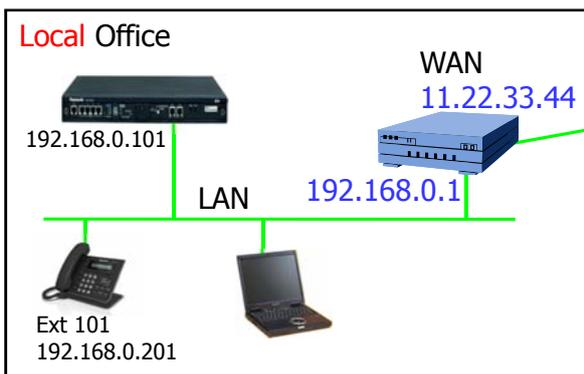 Local Office
WAN
11.22.33.44
192.168.0.101
192.168.0.1
LAN
Ext 101
192.168.0.201